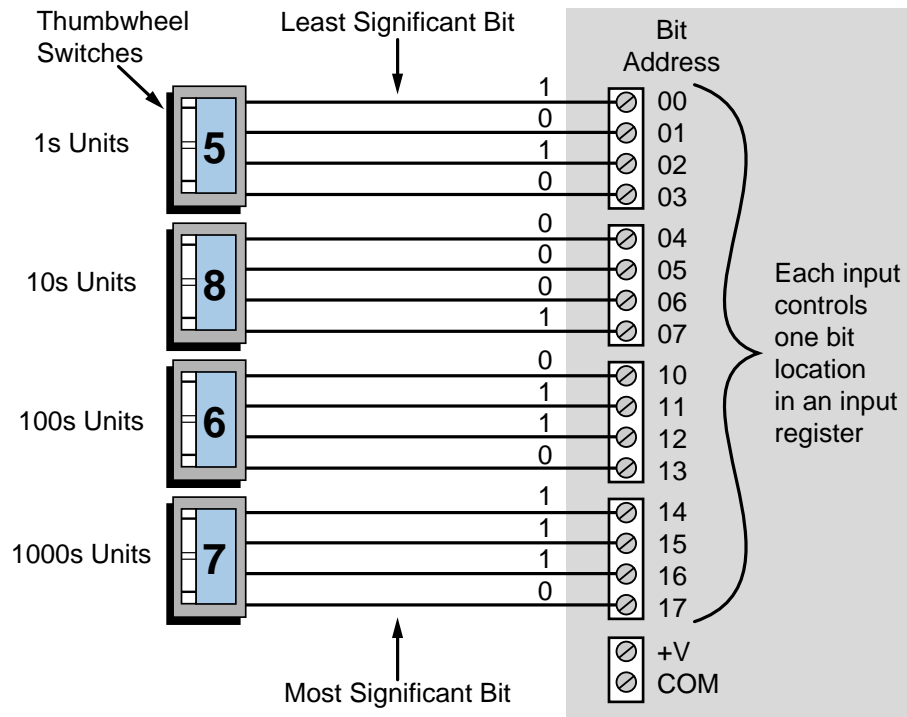 Thumbwheel
Switches
Least Significant Bit
Bit
Address
1s Units
5
1 00
0 01
1 02
0 03
10s Units
8
0 04
0 05
0 06
1 07
100s Units
6
0 10
1 11
1 12
0 13
1000s Units
7
1 14
1 15
1 16
0 17
Each input
controls
one bit
location
in an input
register
Most Significant Bit
+V
COM